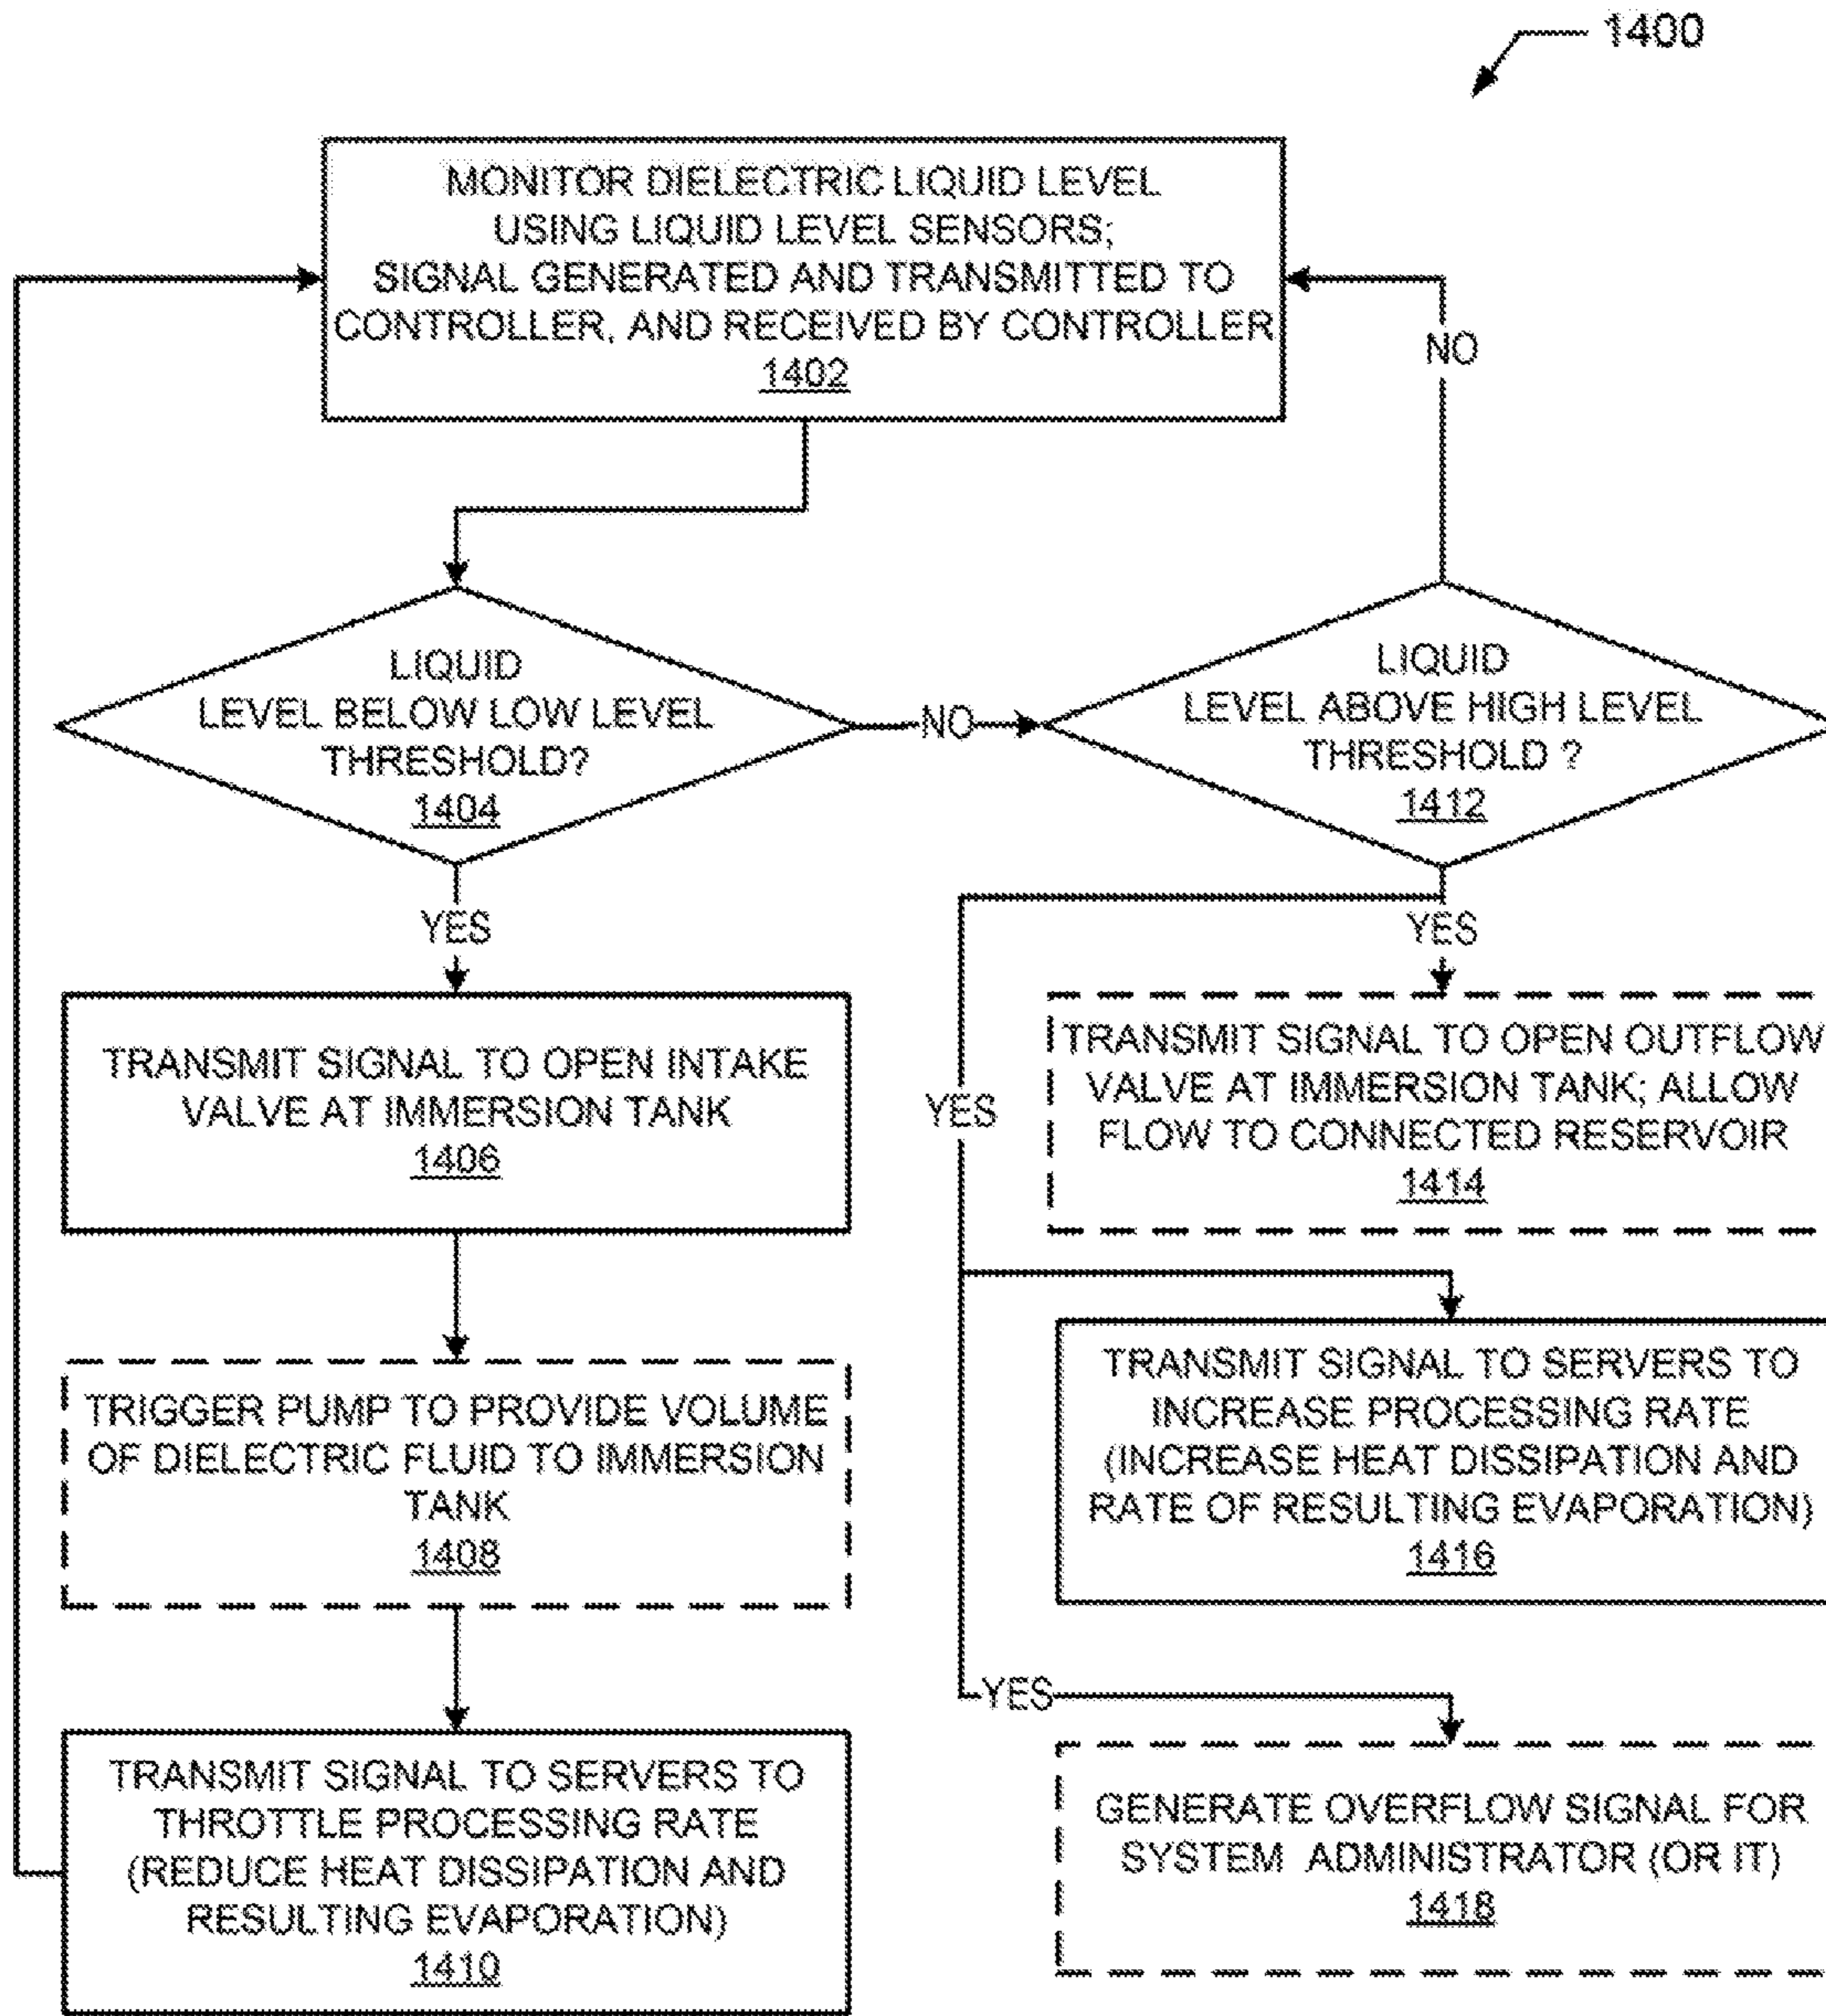 1400
MONITOR DIELECTRIC LIQUID LEVEL
USING LIQUID LEVEL SENSORS;
SIGNAL GENERATED AND TRANSMITTED TO
CONTROLLER, AND RECEIVED BY CONTROLLER
1402
NO
LIQUID
LEVEL BELOW LOW LEVEL
THRESHOLD?
1404
NO
LIQUID
LEVEL ABOVE HIGH LEVEL
THRESHOLD ?
1412
YES
TRANSMIT SIGNAL TO OPEN INTAKE
VALVE AT IMMERSION TANK
1406
TRIGGER PUMP TO PROVIDE VOLUME
OF DIELECTRIC FLUID TO IMMERSION
TANK
1408
TRANSMIT SIGNAL TO SERVERS TO
THROTTLE PROCESSING RATE
(REDUCE HEAT DISSIPATION AND
RESULTING EVAPORATION)
1410
YES
TRANSMIT SIGNAL TO OPEN OUTFLOW
VALVE AT IMMERSION TANK; ALLOW
FLOW TO CONNECTED RESERVOIR
1414
YES
TRANSMIT SIGNAL TO SERVERS TO
INCREASE PROCESSING RATE
(INCREASE HEAT DISSIPATION AND
RATE OF RESULTING EVAPORATION)
1416
YES
GENERATE OVERFLOW SIGNAL FOR
SYSTEM ADMINISTRATOR (OR IT)
1418